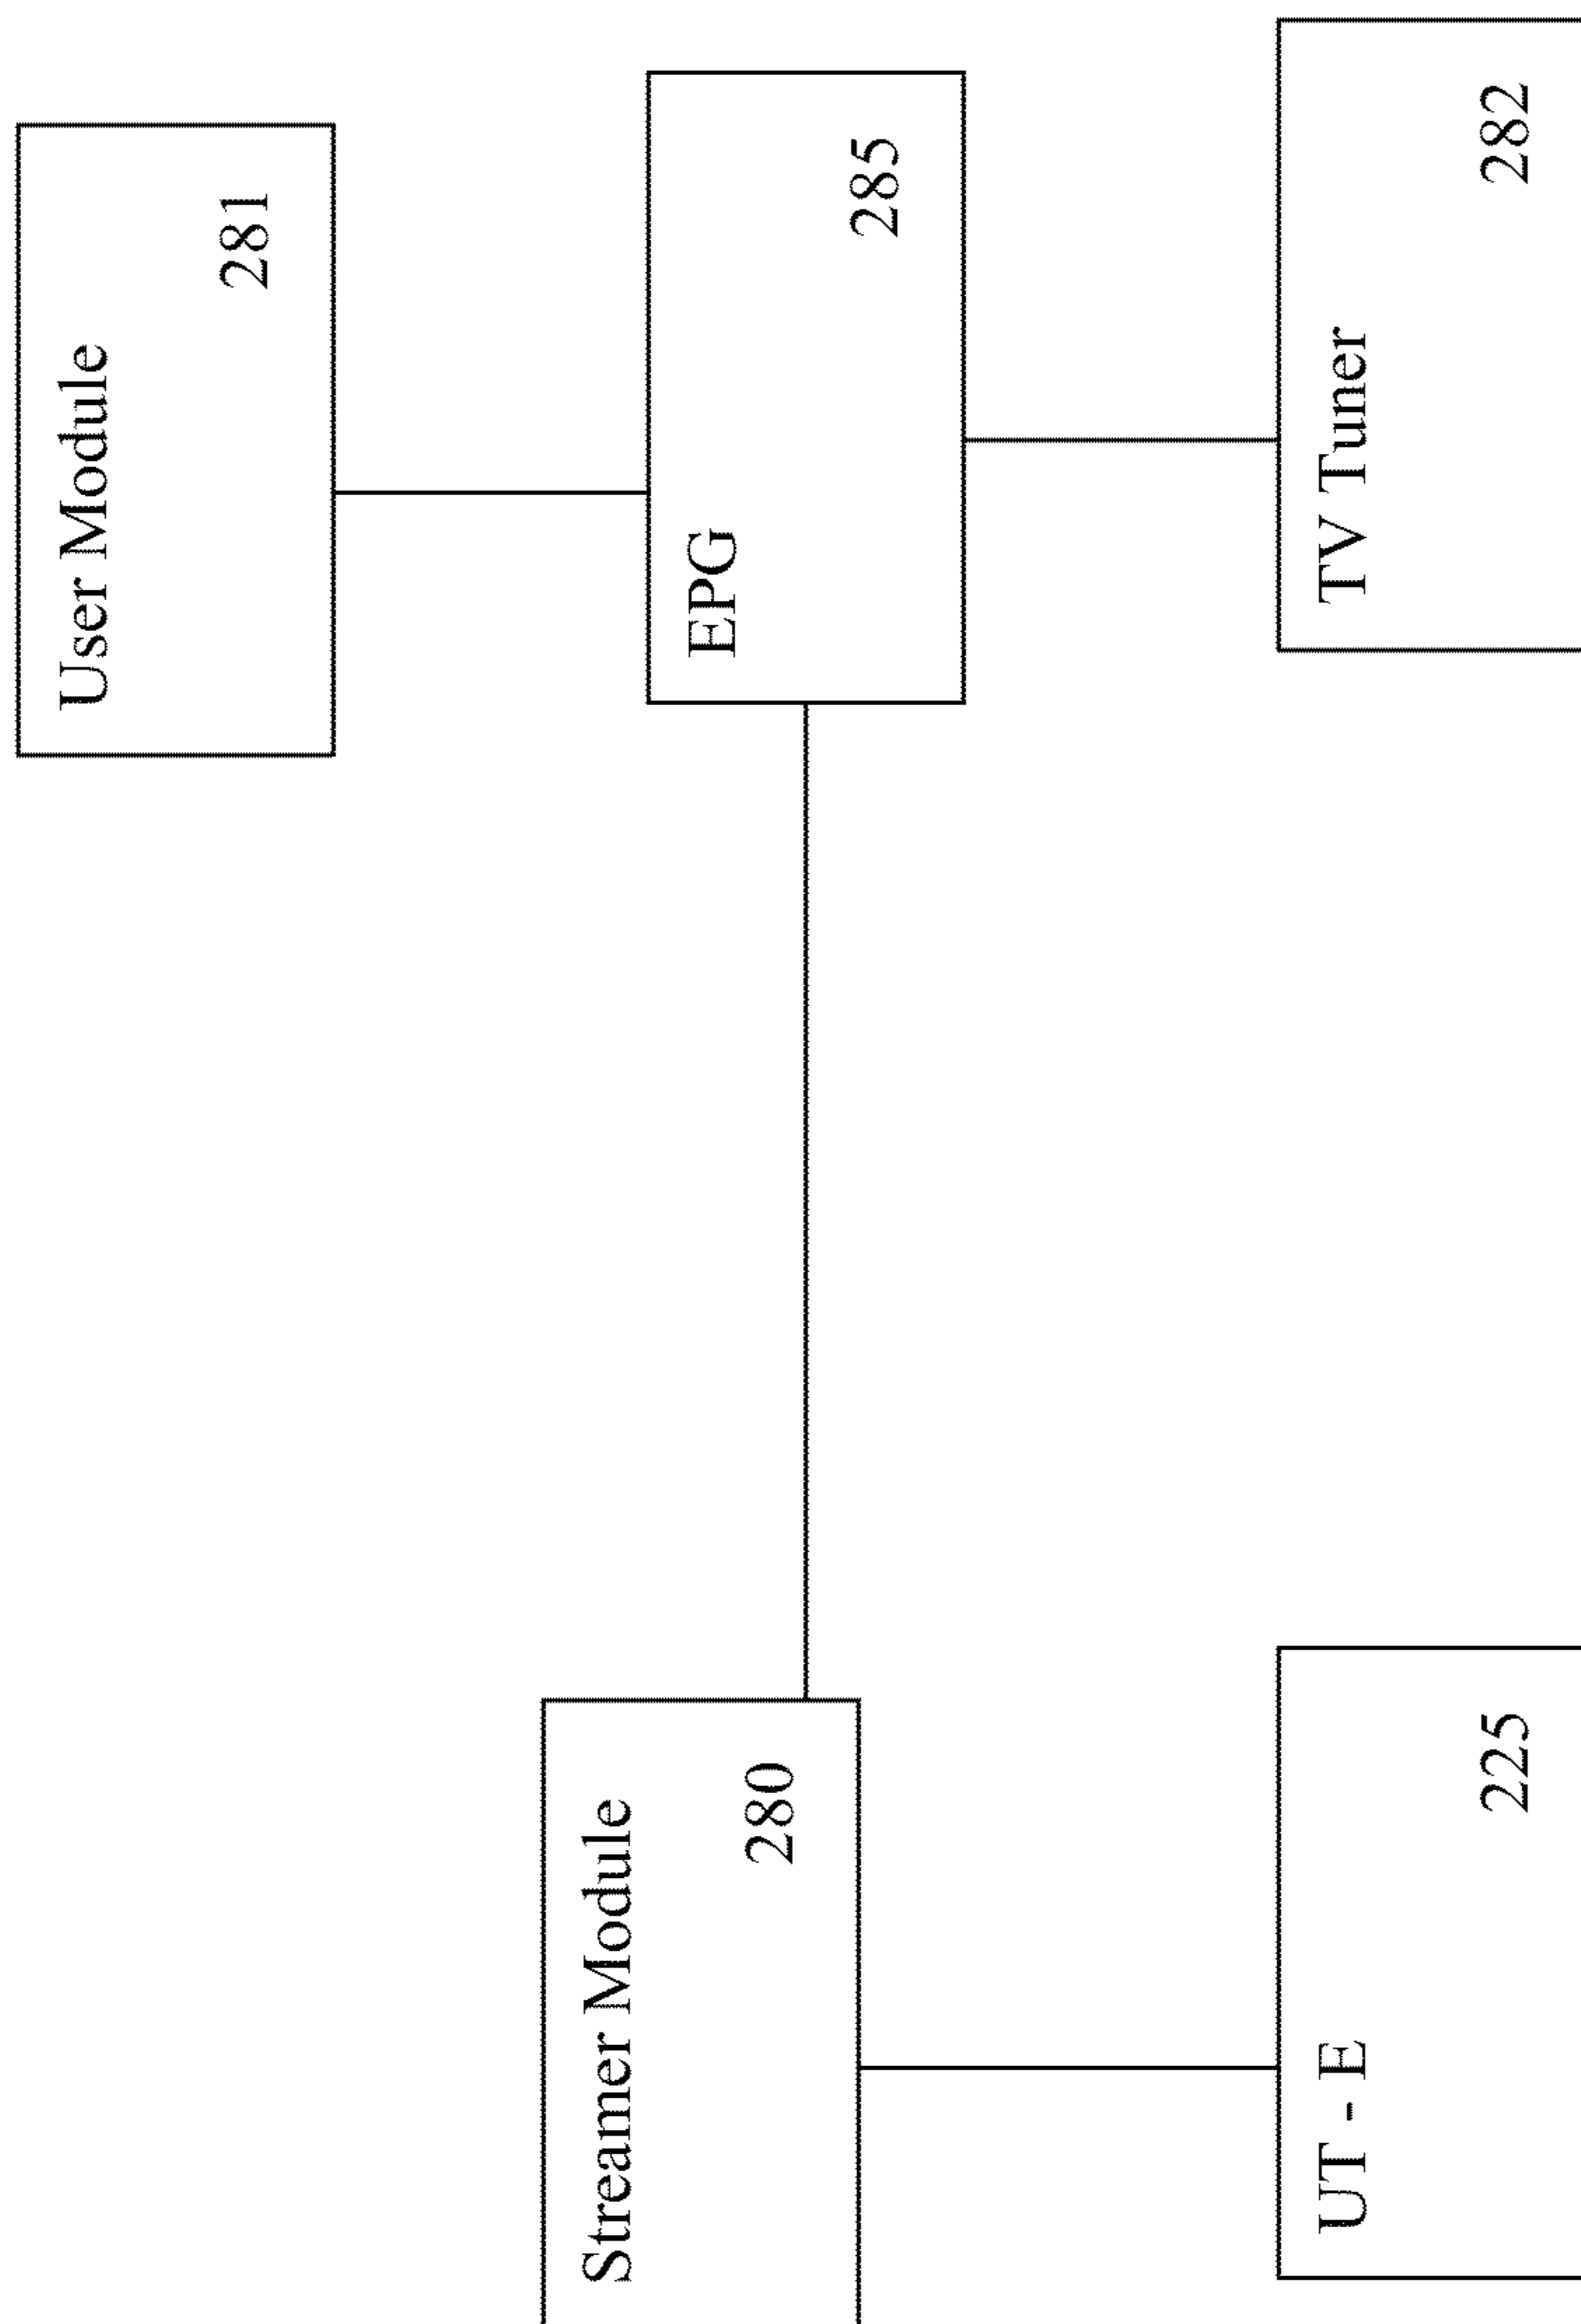 User Module
281
Streamer Module
280
EPG
285
UT - E
225
TV Tuner
282